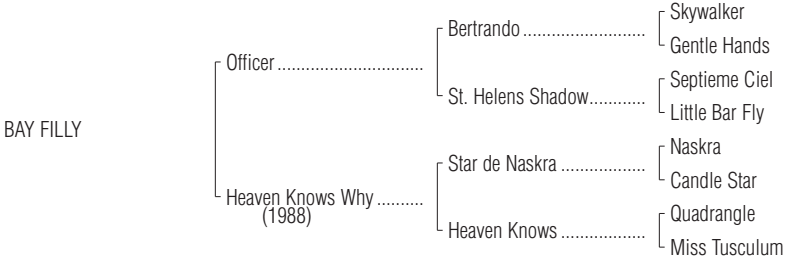 Skywalker
Bertrando ..........................
Gentle Hands
Officer ...............................
Septieme Ciel
St. Helens Shadow............
Little Bar Fly
BAY FILLY
Naskra
Star de Naskra ..................
Candle Star
Heaven Knows Why ..........
(1988)
Quadrangle
Heaven Knows ..................
Miss Tusculum